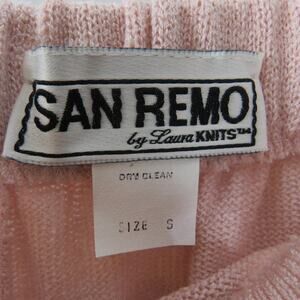 SAN REMO
by Laura KNITS™
DRY CLEAN
SIZE S